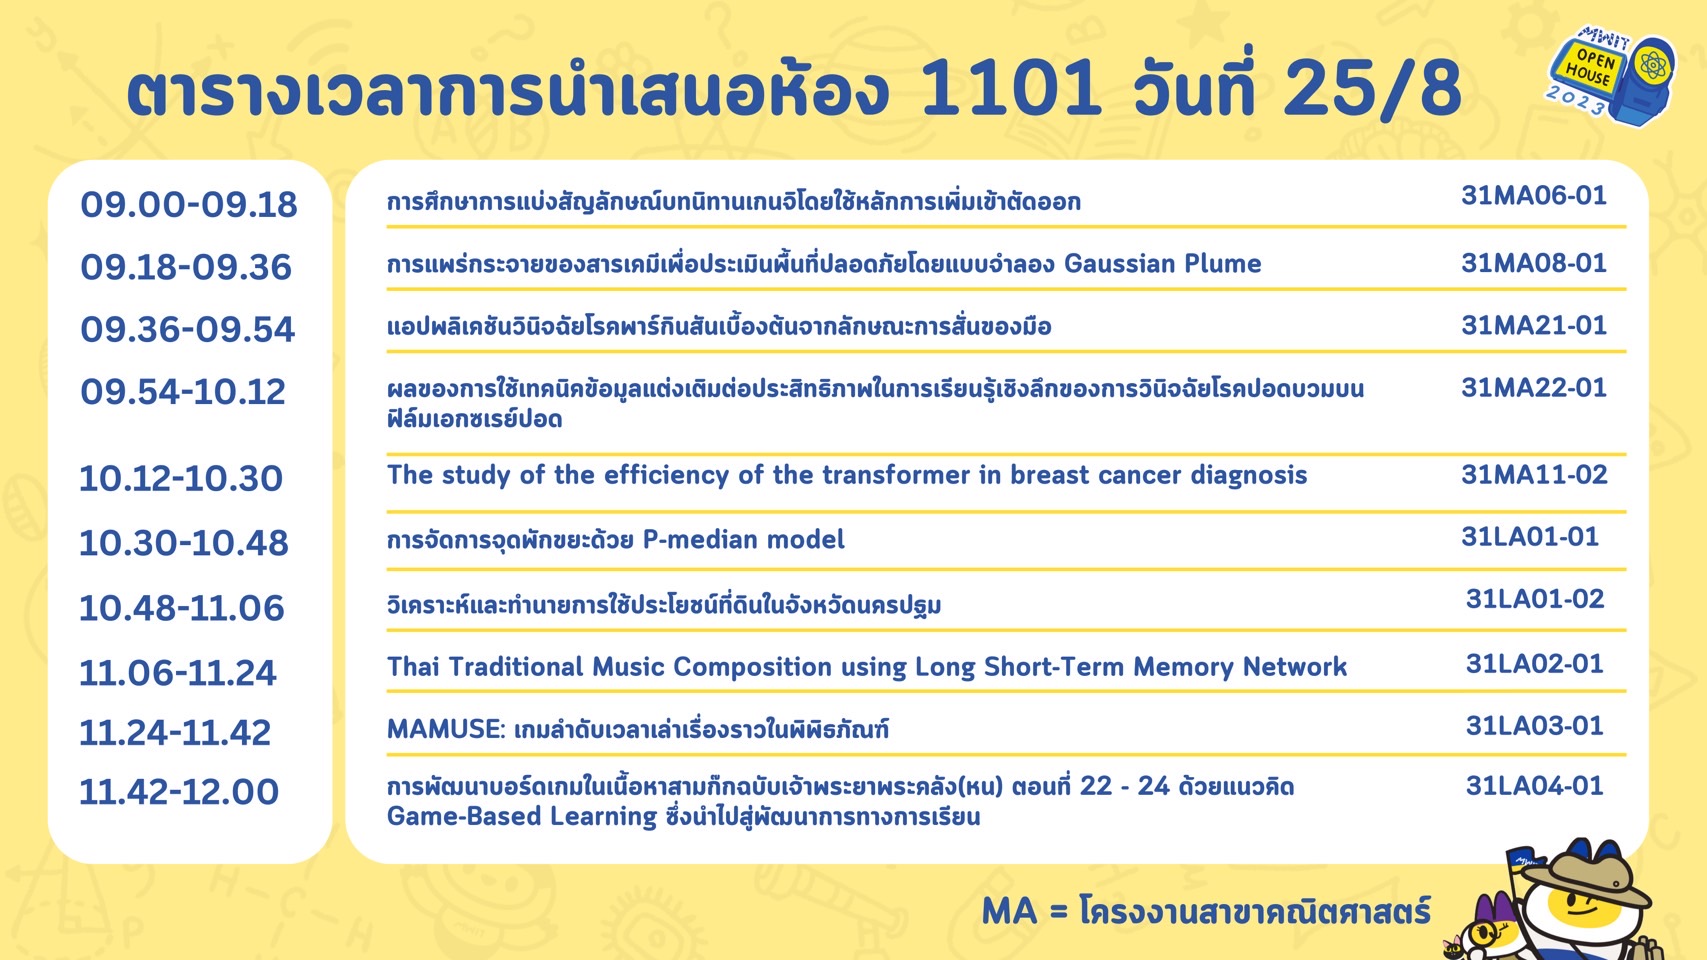 ตารางเวลาการนำเสนอห้อง 1101 วันที่ 25/8
MWIT
OPEN
HOUSE
2023
09.00-09.18 การศึกษาการแบ่งสัญลักษณ์บทนิทานเกนจิโดยใช้หลักการเพิ่มเข้าตัดออก 31MA06-01
09.18-09.36 การแพร่กระจายของสารเคมีเพื่อประเมินพื้นที่ปลอดภัยโดยแบบจำลอง Gaussian Plume 31MA08-01
09.36-09.54 แอปพลิเคชันวินิจฉัยโรคพาร์กินสันเบื้องต้นจากลักษณะการสั่นของมือ 31MA21-01
09.54-10.12 ผลของการใช้เทคนิคข้อมูลแต่งเติมต่อประสิทธิภาพในการเรียนรู้เชิงลึกของการวินิจฉัยโรคปอดบวมบน 31MA22-01
ฟิล์มเอกซเรย์ปอด
10.12-10.30 The study of the efficiency of the transformer in breast cancer diagnosis 31MA11-02
10.30-10.48 การจัดการจุดพักขยะด้วย P-median model 31LA01-01
10.48-11.06 วิเคราะห์และทำนายการใช้ประโยชน์ที่ดินในจังหวัดนครปฐม 31LA01-02
11.06-11.24 Thai Traditional Music Composition using Long Short-Term Memory Network 31LA02-01
11.24-11.42 MAMUSE: เกมลำดับเวลาเล่าเรื่องราวในพิพิธภัณฑ์ 31LA03-01
11.42-12.00 การพัฒนาบอร์ดเกมในเนื้อหาสามก๊กฉบับเจ้าพระยาพระคลัง(หน) ตอนที่ 22 - 24 ด้วยแนวคิด 31LA04-01
Game-Based Learning ซึ่งนำไปสู่พัฒนาการทางการเรียน
MA = โครงงานสาขาคณิตศาสตร์